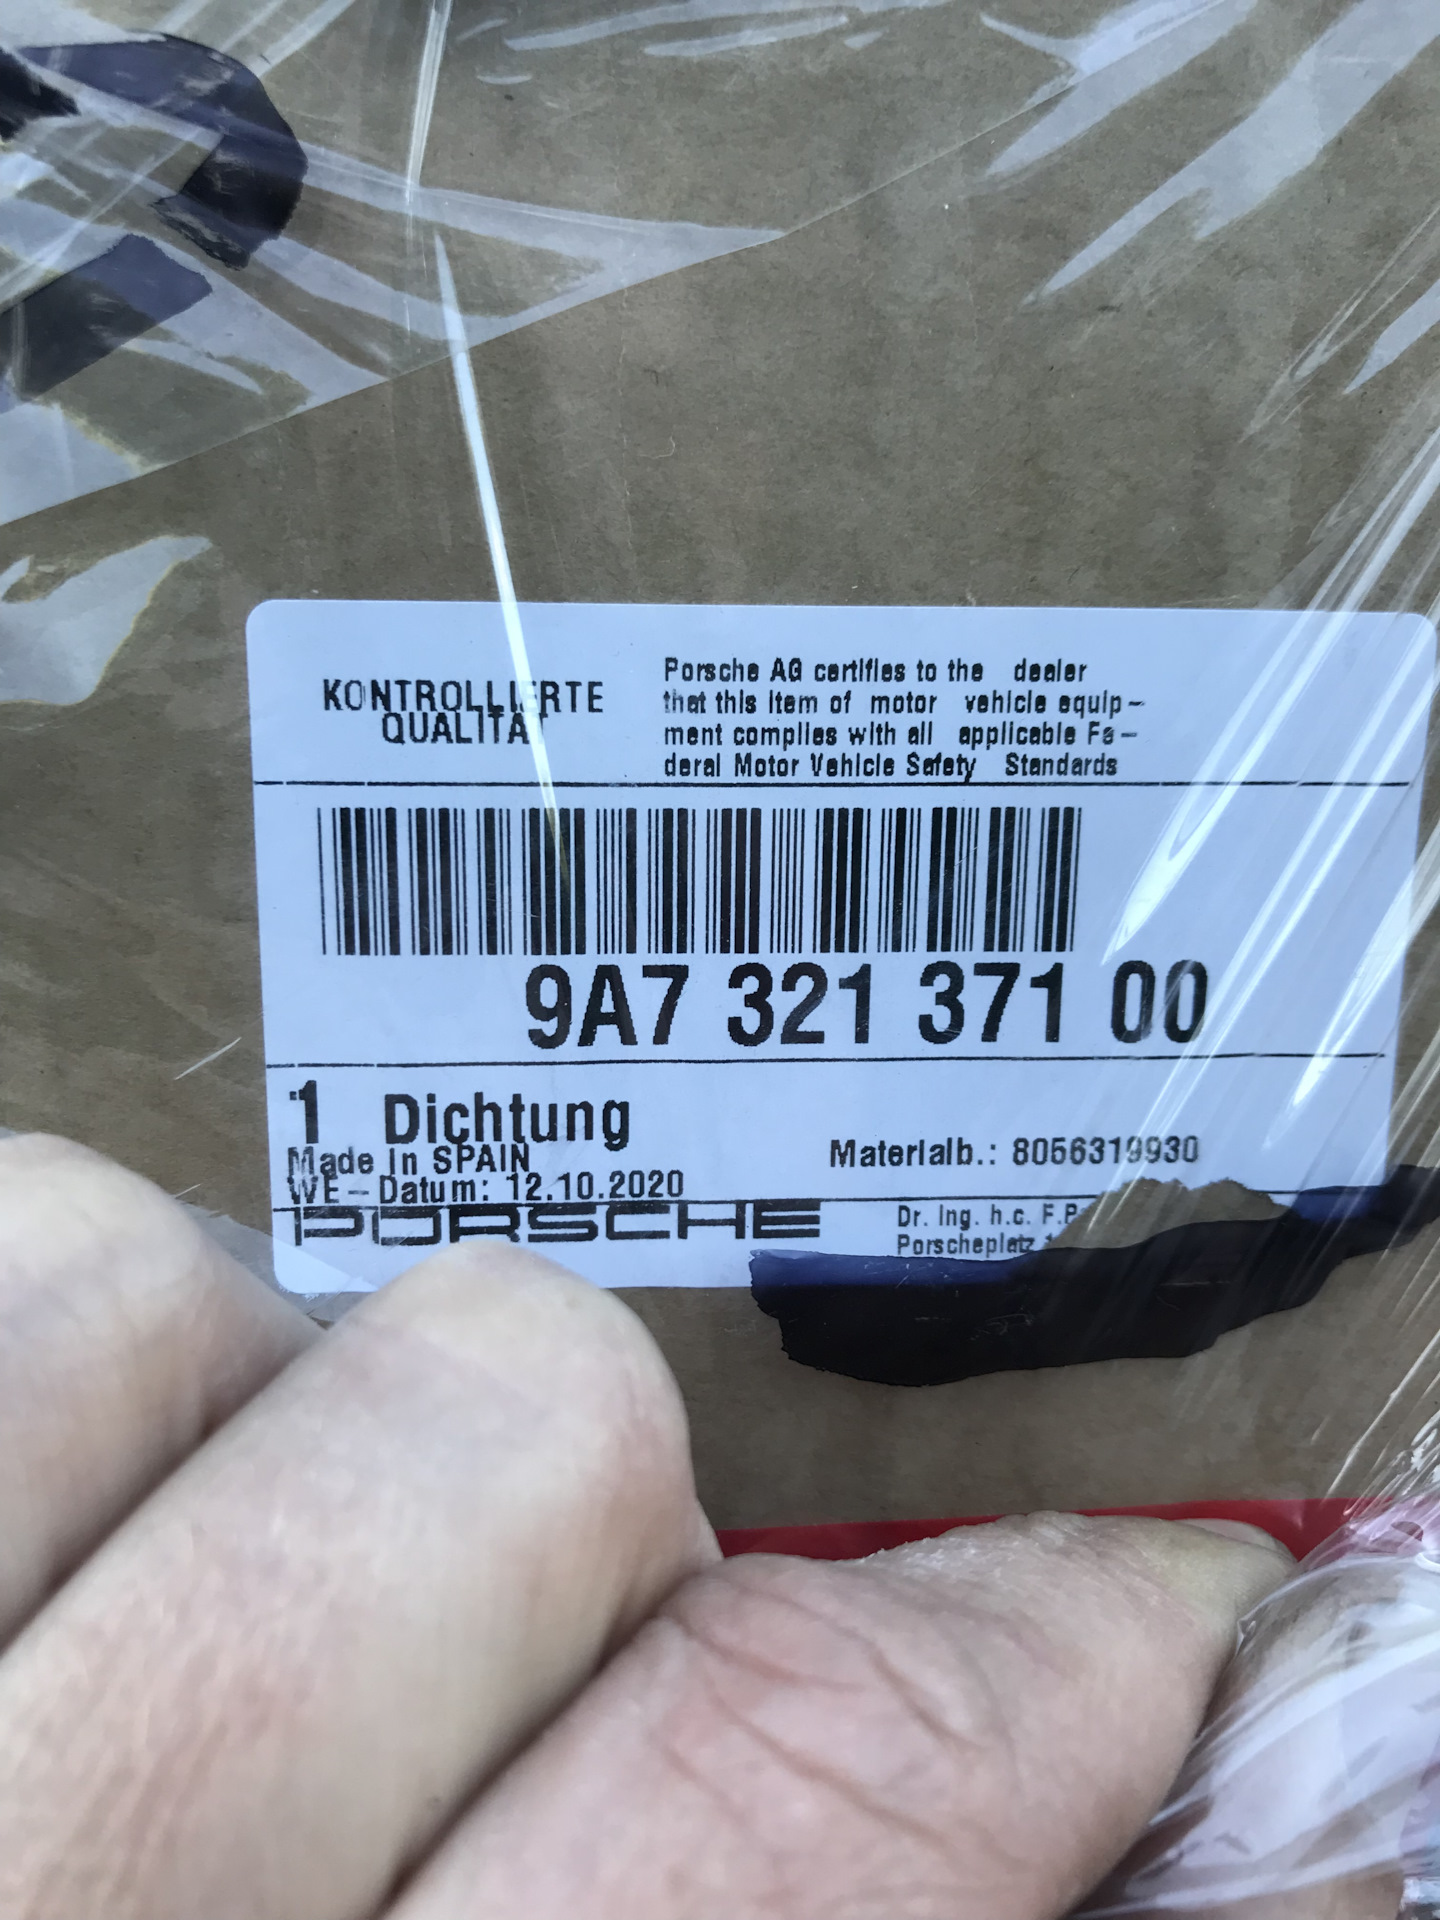 KONTROLLIERTE
QUALITÄT
Porsche AG certifies to the dealer
that this item of motor vehicle equip-
ment complies with all applicable Fe-
deral Motor Vehicle Safety Standards
9A7 321 371 00
1 Dichtung
Made in SPAIN
WE-Datum: 12.10.2020
Materialb.: 8056319930
PORSCHE
Dr. Ing. h.c. F.P
Porscheplatz